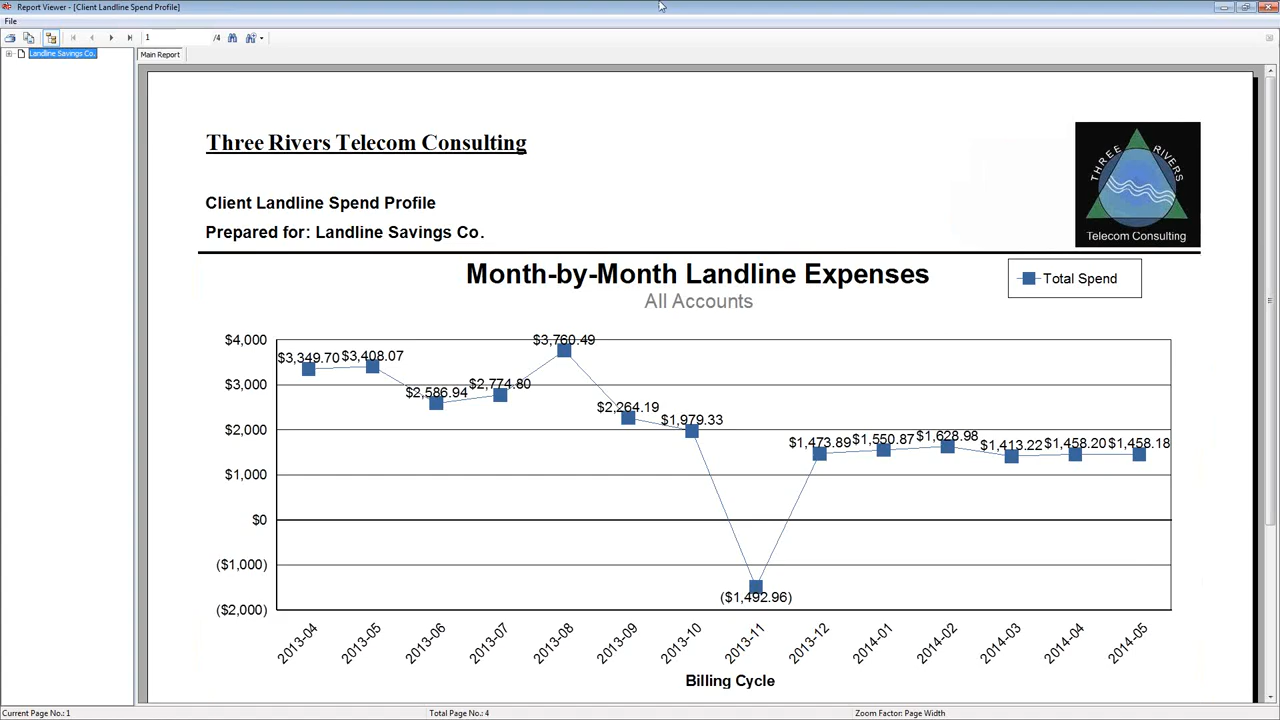 Report Viewer - [Client Landline Spend Profile]
File
1 /4
Landline Savings Co.
Main Report
Three Rivers Telecom Consulting
THREE RIVERS
Telecom Consulting
Client Landline Spend Profile
Prepared for: Landline Savings Co.
Month-by-Month Landline Expenses
All Accounts
Total Spend
$4,000
$3,000
$2,000
$1,000
$0
($1,000)
($2,000)
$3,349.70
$3,408.07
$2,586.94
$2,774.80
$3,760.49
$2,264.19
$1,979.33
($1,492.96)
$1,473.89
$1,550.87
$1,628.98
$1,413.22
$1,458.20
$1,458.18
2013-04
2013-05
2013-06
2013-07
2013-08
2013-09
2013-10
2013-11
2013-12
2014-01
2014-02
2014-03
2014-04
2014-05
Billing Cycle
Current Page No.: 1
Total Page No.: 4
Zoom Factor: Page Width